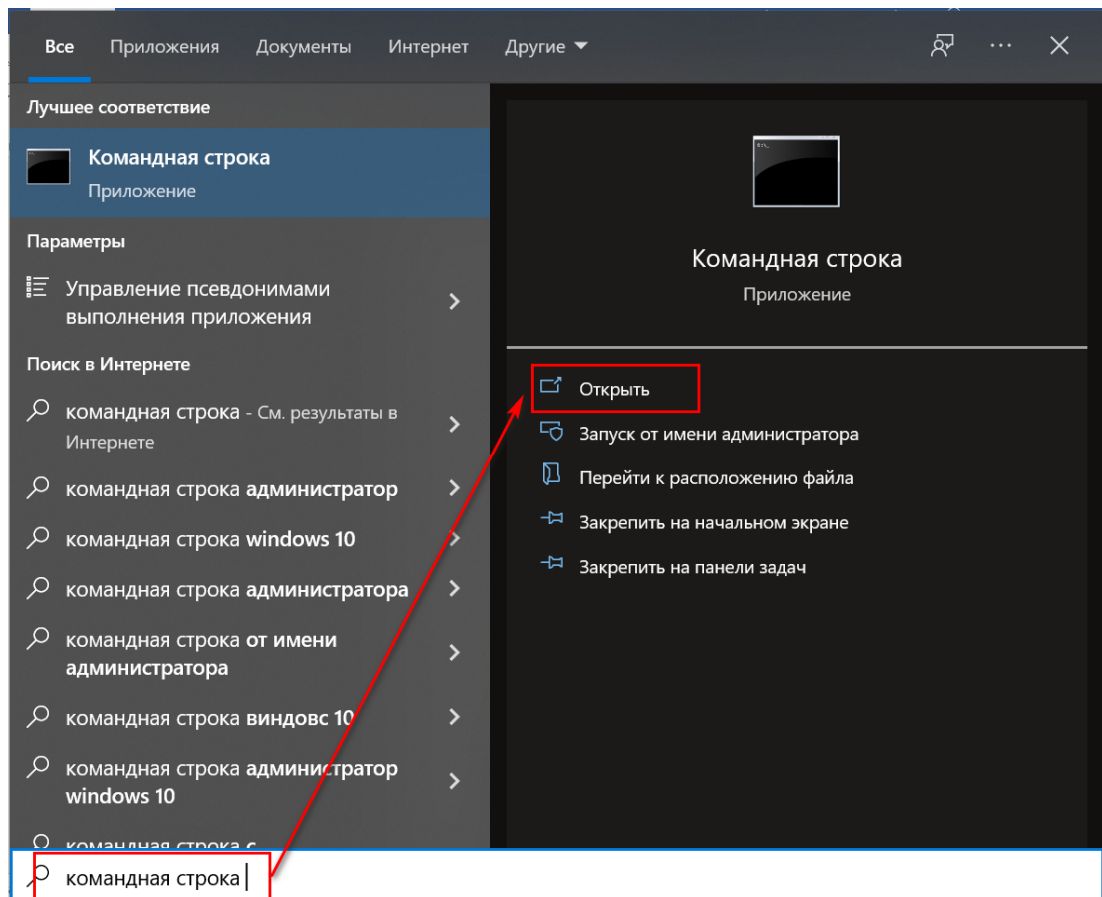 Все Приложения Документы Интернет Другие
Лучшее соответствие
Командная строка
Приложение
Параметры
Управление псевдонимами
выполнения приложения
Поиск в Интернете
командная строка - См. результаты в
Интернете
командная строка администратор
командная строка windows 10
командная строка администратора
командная строка от имени
администратора
командная строка виндовс 10
командная строка администратор
windows 10
командная строка с
командная строка
Командная строка
Приложение
Открыть
Запуск от имени администратора
Перейти к расположению файла
Закрепить на начальном экране
Закрепить на панели задач